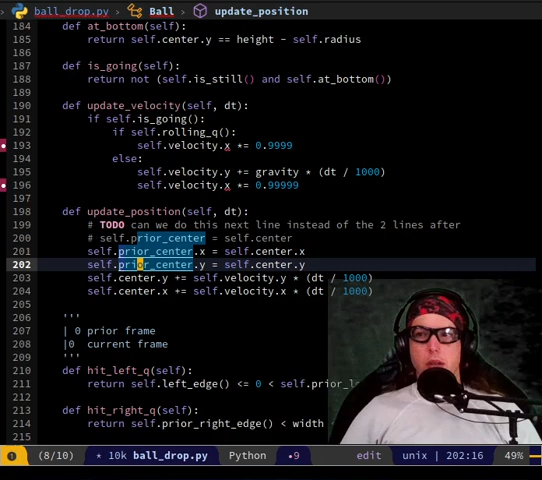 ball_drop.py › Ball › update_position
184 def at_bottom(self):
185 return self.center.y == height - self.radius
186
187 def is_going(self):
188 return not (self.is_still() and self.at_bottom())
189
190 def update_velocity(self, dt):
191 if self.is_going():
192 if self.rolling_q():
193 self.velocity.x *= 0.9999
194 else:
195 self.velocity.y += gravity * (dt / 1000)
196 self.velocity.x *= 0.99999
197
198 def update_position(self, dt):
199 # TODO can we do this next line instead of the 2 lines after
200 # self.prior_center = self.center
201 self.prior_center.x = self.center.x
202 self.prior_center.y = self.center.y
203 self.center.y += self.velocity.y * (dt / 1000)
204 self.center.x += self.velocity.x * (dt / 1000)
205
206 '''
207 | 0 prior frame
208 |0 current frame
209 '''
210 def hit_left_q(self):
211 return self.left_edge() <= 0 < self.prior_le
212
213 def hit_right_q(self):
214 return self.prior_right_edge() < width
215
1 (8/10) * 10k ball_drop.py Python •9 edit unix | 202:16 49%